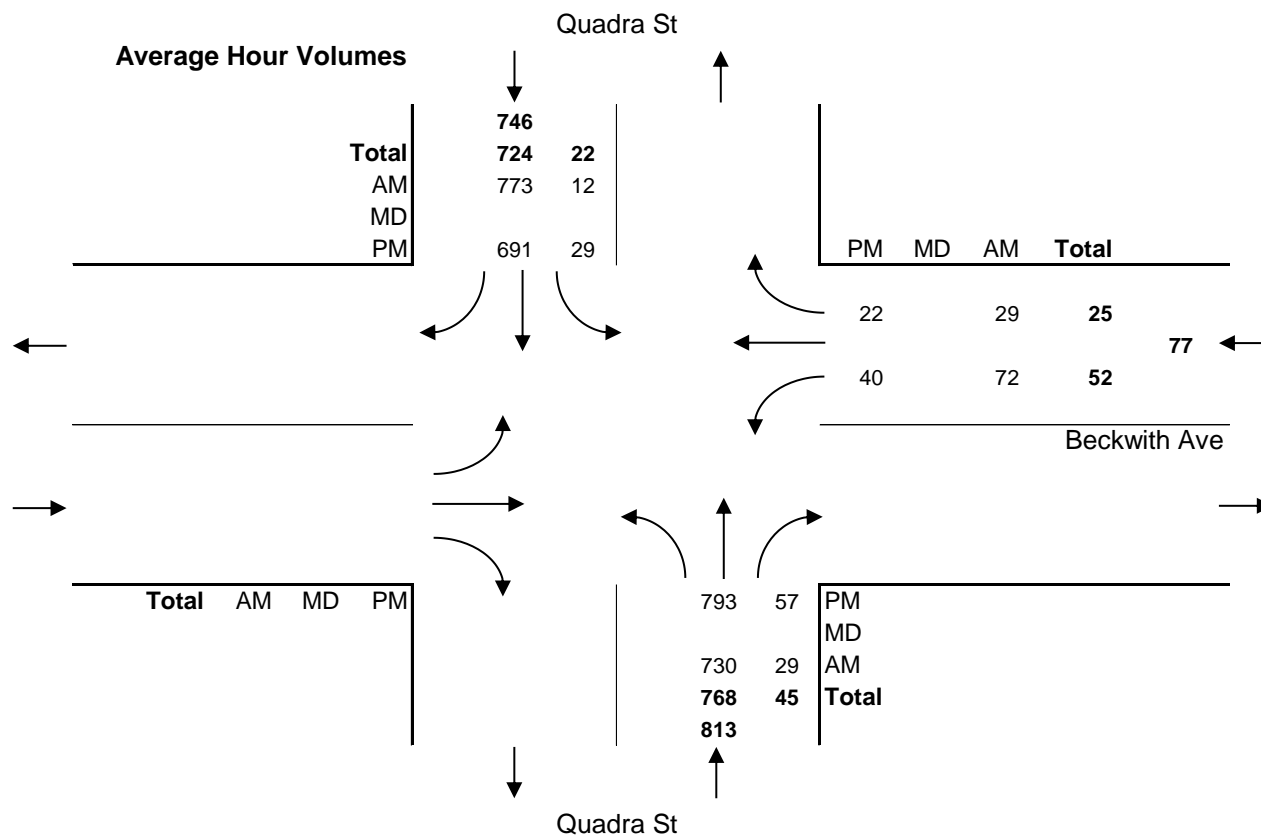 Quadra St
Average Hour Volumes
746
Total 724 22
AM 773 12
MD
PM 691 29
PM MD AM Total
22 29 25
77
40 72 52
Beckwith Ave
Total AM MD PM
793 57 PM
MD
730 29 AM
768 45 Total
813
Quadra St